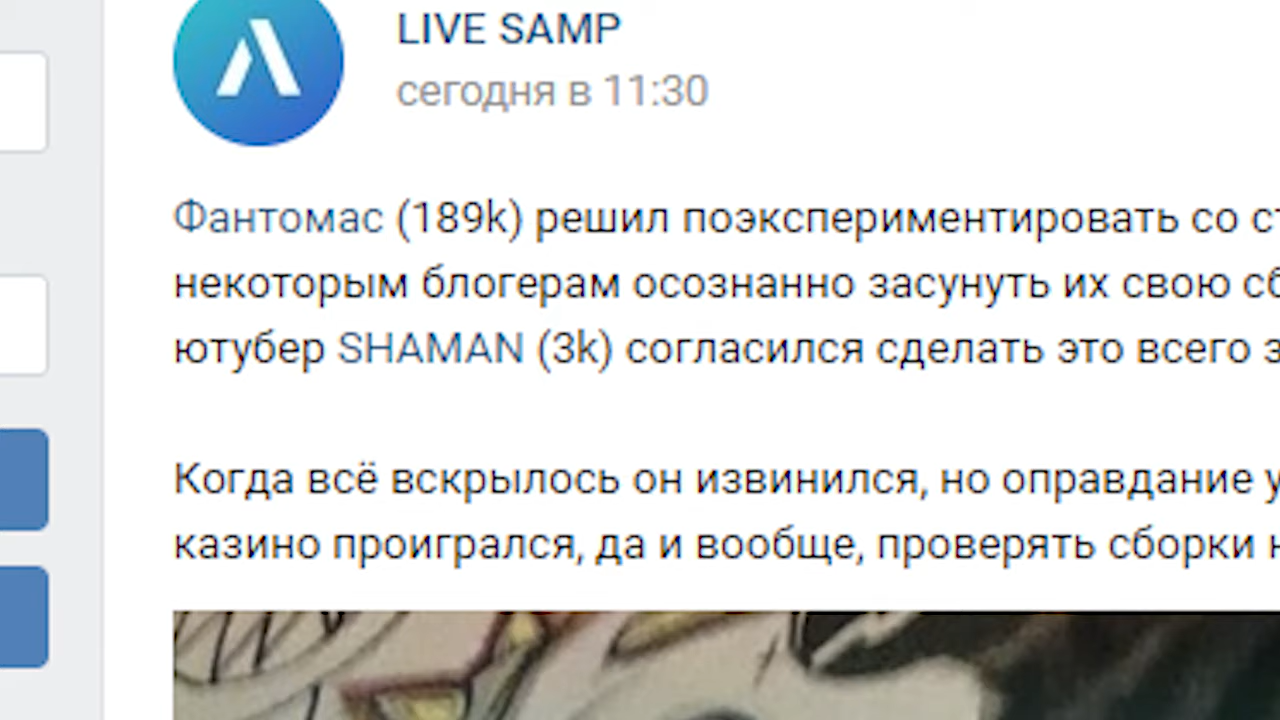 LIVE SAMP
сегодня в 11:30
Фантомас (189k) решил поэкспериментировать со
некоторым блогерам осознанно засунуть их свою
ютубер SHAMAN (3k) согласился сделать это всего
Когда всё вскрылось он извинился, но оправдание
казино проигрался, да и вообще, проверять сборки